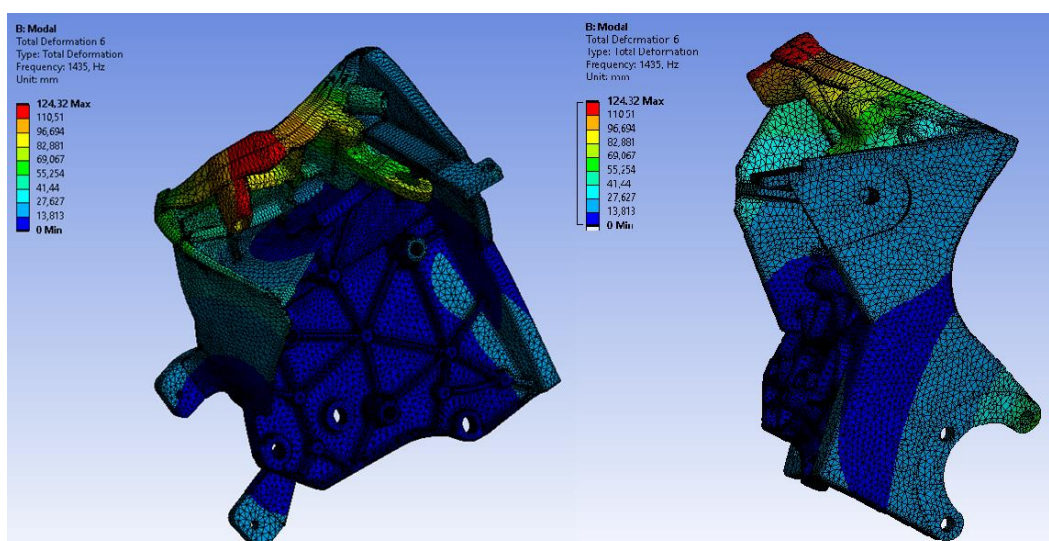 B: Modal
Total Deformation 6
Type: Total Deformation
Frequency: 1435, Hz
Unit: mm
124,32 Max
110,51
96,694
82,881
69,067
55,254
41,44
27,627
13,813
0 Min
B: Modal
Total Deformation 6
Type: Total Deformation
Frequency: 1435, Hz
Unit: mm
124,32 Max
110,51
96,694
82,881
69,067
55,254
41,44
27,627
13,813
0 Min